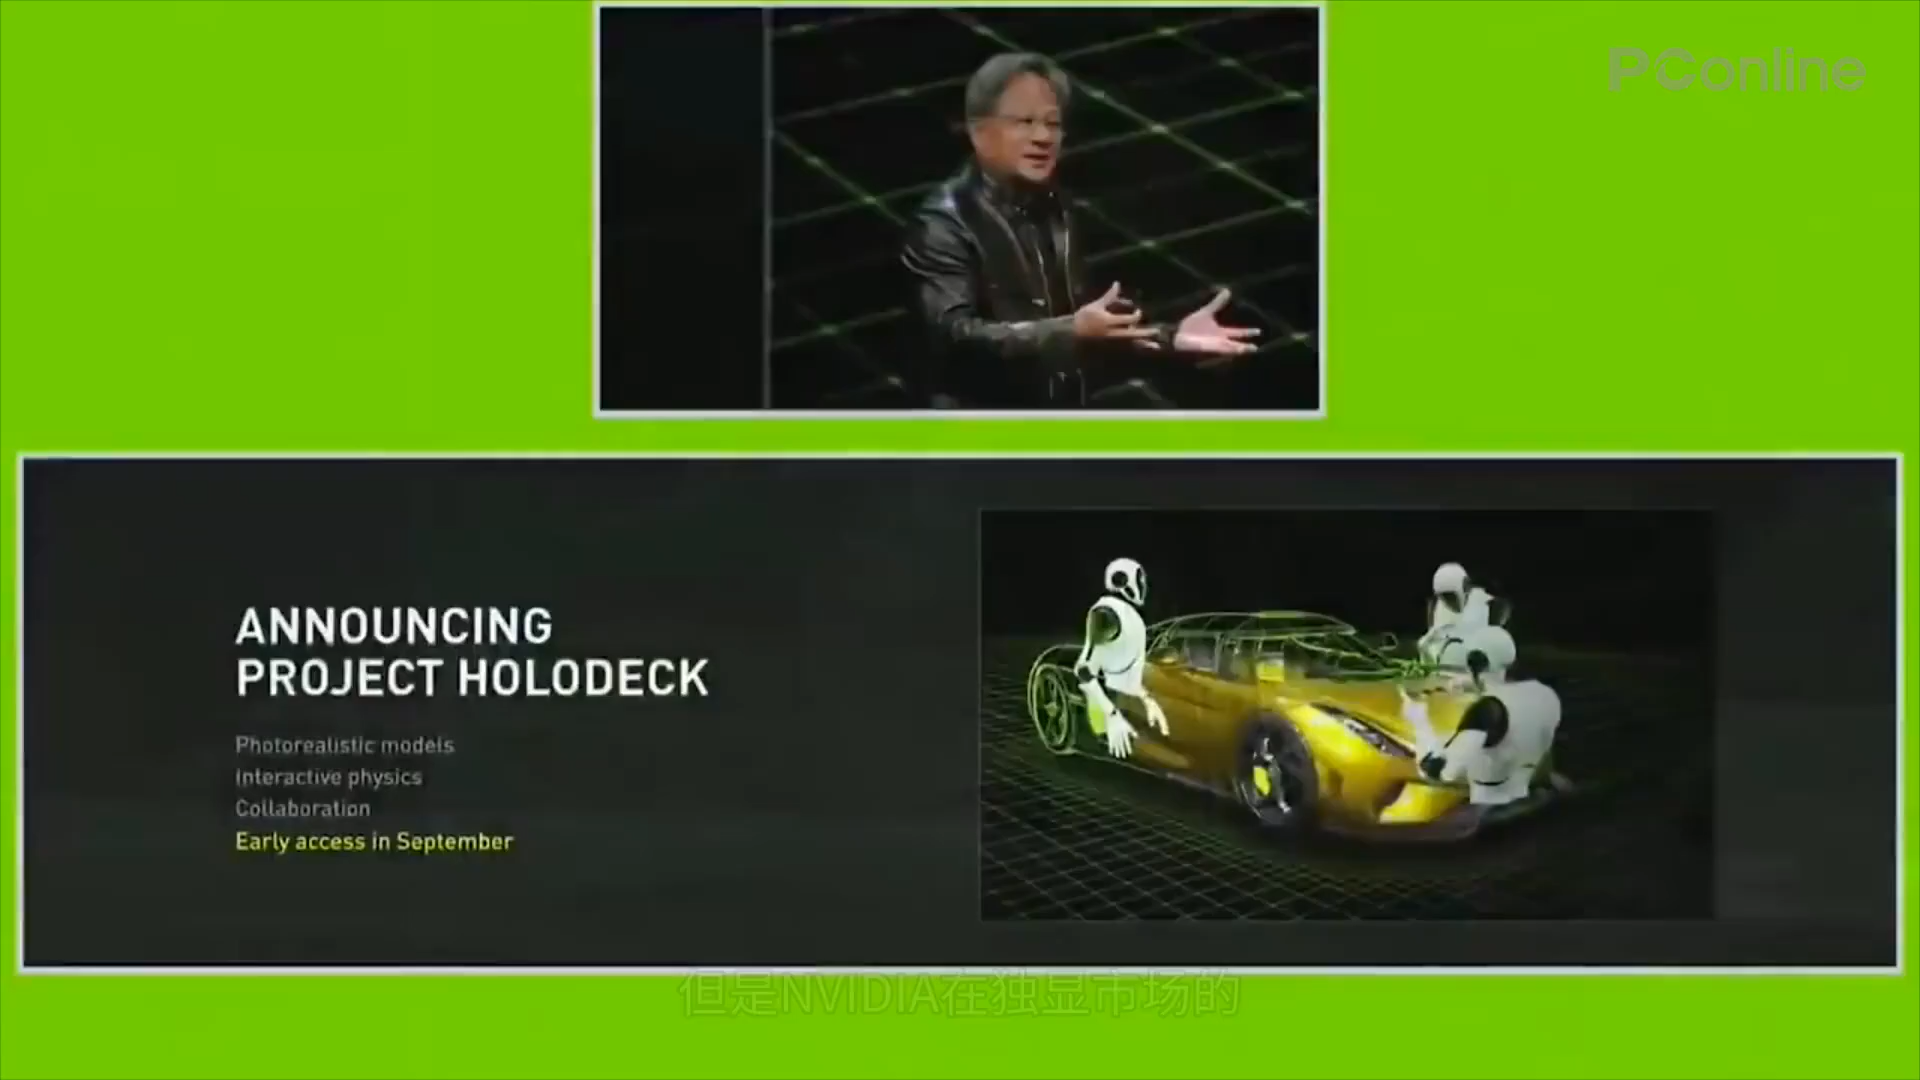 PConline
ANNOUNCING
PROJECT HOLODECK
Photorealistic models
Interactive physics
Collaboration
Early access in September
但是NVIDIA在独显市场的